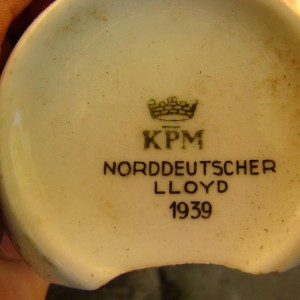 KPM
NORDDEUTSCHER
LLOYD
1939